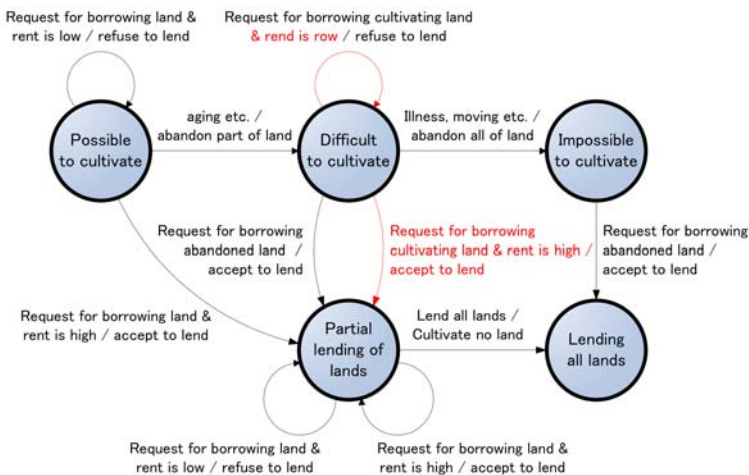 Request for borrowing land &
rent is low / refuse to lend
Request for borrowing cultivating land
& rend is row / refuse to lend
Possible
to cultivate
aging etc. /
abandon part of land
Difficult
to cultivate
Illness, moving etc. /
abandon all of land
Impossible
to cultivate
Request for borrowing
abandoned land /
accept to lend
Request for borrowing
cultivating land & rent is high /
accept to lend
Request for borrowing
abandoned land /
accept to lend
Request for borrowing land &
rent is high / accept to lend
Partial
lending of
lands
Lend all lands /
Cultivate no land
Lending
all lands
Request for borrowing land &
rent is low / refuse to lend
Request for borrowing land &
rent is high / accept to lend